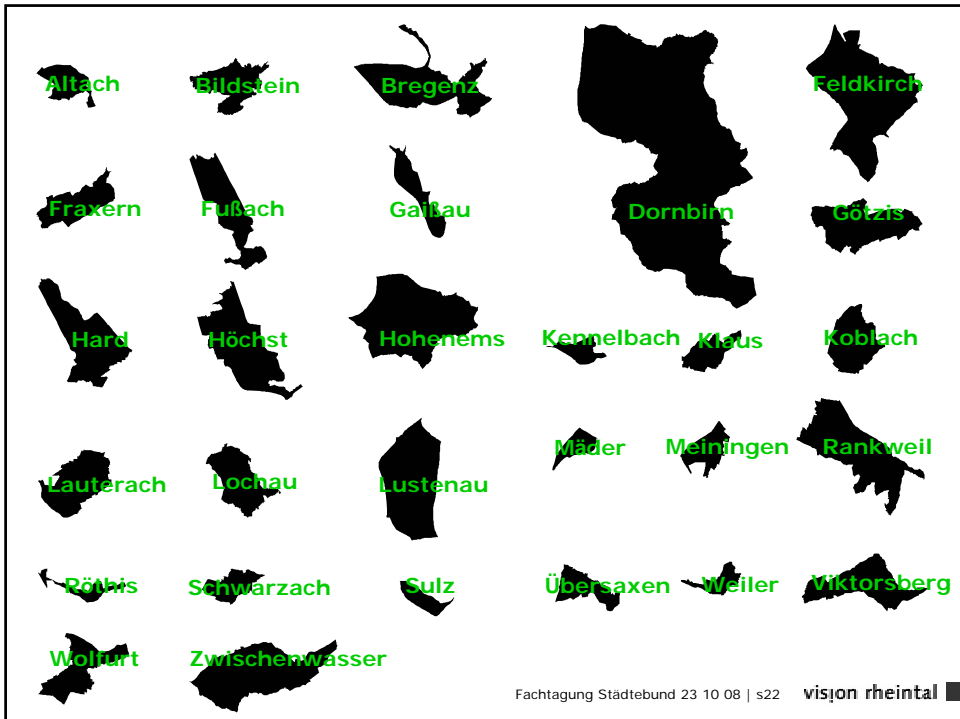 Altach Bildstein Bregenz Feldkirch
Fraxern Fußach Gaißau Dornbirn Götzis
Hard Höchst Hohenems Kennelbach Klaus Koblach
Lauterach Lochau Lustenau Mäder Meiningen Rankweil
Röthis Schwarzach Sulz Übersaxen Weiler Viktorsberg
Wolfurt Zwischenwasser
Fachtagung Städtebund 23 10 08 | s22 vision rheintal